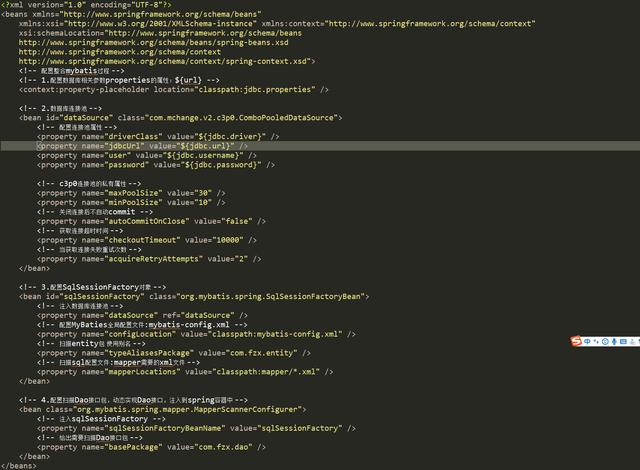 <?xml version="1.0" encoding="UTF-8"?>
<beans xmlns="http://www.springframework.org/schema/beans"
xmlns:xsi="http://www.w3.org/2001/XMLSchema-instance" xmlns:context="http://www.springframework.org/schema/context"
xsi:schemaLocation="http://www.springframework.org/schema/beans
http://www.springframework.org/schema/beans/spring-beans.xsd
http://www.springframework.org/schema/context
http://www.springframework.org/schema/context/spring-context.xsd">
<!-- 配置整合mybatis过程 -->
<!-- 1.配置数据库相关参数properties的属性：${url} -->
<context:property-placeholder location="classpath:jdbc.properties" />
<!-- 2.数据库连接池 -->
<bean id="dataSource" class="com.mchange.v2.c3p0.ComboPooledDataSource">
<!-- 配置连接池属性 -->
<property name="driverClass" value="${jdbc.driver}" />
<property name="jdbcUrl" value="${jdbc.url}" />
<property name="user" value="${jdbc.username}" />
<property name="password" value="${jdbc.password}" />
<!-- c3p0连接池的私有属性 -->
<property name="maxPoolSize" value="30" />
<property name="minPoolSize" value="10" />
<!-- 关闭连接后不自动commit -->
<property name="autoCommitOnClose" value="false" />
<!-- 获取连接超时时间 -->
<property name="checkoutTimeout" value="10000" />
<!-- 当获取连接失败重试次数 -->
<property name="acquireRetryAttempts" value="2" />
</bean>
<!-- 3.配置SqlSessionFactory对象 -->
<bean id="sqlSessionFactory" class="org.mybatis.spring.SqlSessionFactoryBean">
<!-- 注入数据库连接池 -->
<property name="dataSource" ref="dataSource" />
<!-- 配置MyBaties全局配置文件:mybatis-config.xml -->
<property name="configLocation" value="classpath:mybatis-config.xml" />
<!-- 扫描entity包 使用别名 -->
<property name="typeAliasesPackage" value="com.fzx.entity" />
<!-- 扫描sql配置文件:mapper需要的xml文件 -->
<property name="mapperLocations" value="classpath:mapper/*.xml" />
</bean>
<!-- 4.配置扫描Dao接口包，动态实现Dao接口，注入到spring容器中 -->
<bean class="org.mybatis.spring.mapper.MapperScannerConfigurer">
<!-- 注入sqlSessionFactory -->
<property name="sqlSessionFactoryBeanName" value="sqlSessionFactory" />
<!-- 给出需要扫描Dao接口包 -->
<property name="basePackage" value="com.fzx.dao" />
</bean>
</beans>
S 中